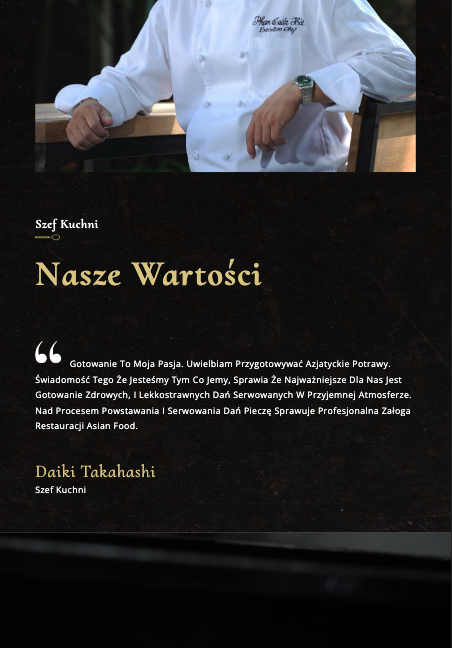 Executive Chef
Szef Kuchni
Nasze Wartości
Gotowanie To Moja Pasja. Uwielbiam Przygotowywać Azjatyckie Potrawy.
Świadomość Tego Że Jesteśmy Tym Co Jemy, Sprawia Że Najważniejsze Dla Nas Jest
Gotowanie Zdrowych, I Lekkostrawnych Dań Serwowanych W Przyjemnej Atmosferze.
Nad Procesem Powstawania I Serwowania Dań Pieczę Sprawuje Profesjonalna Załoga
Restauracji Asian Food.
Daiki Takahashi
Szef Kuchni